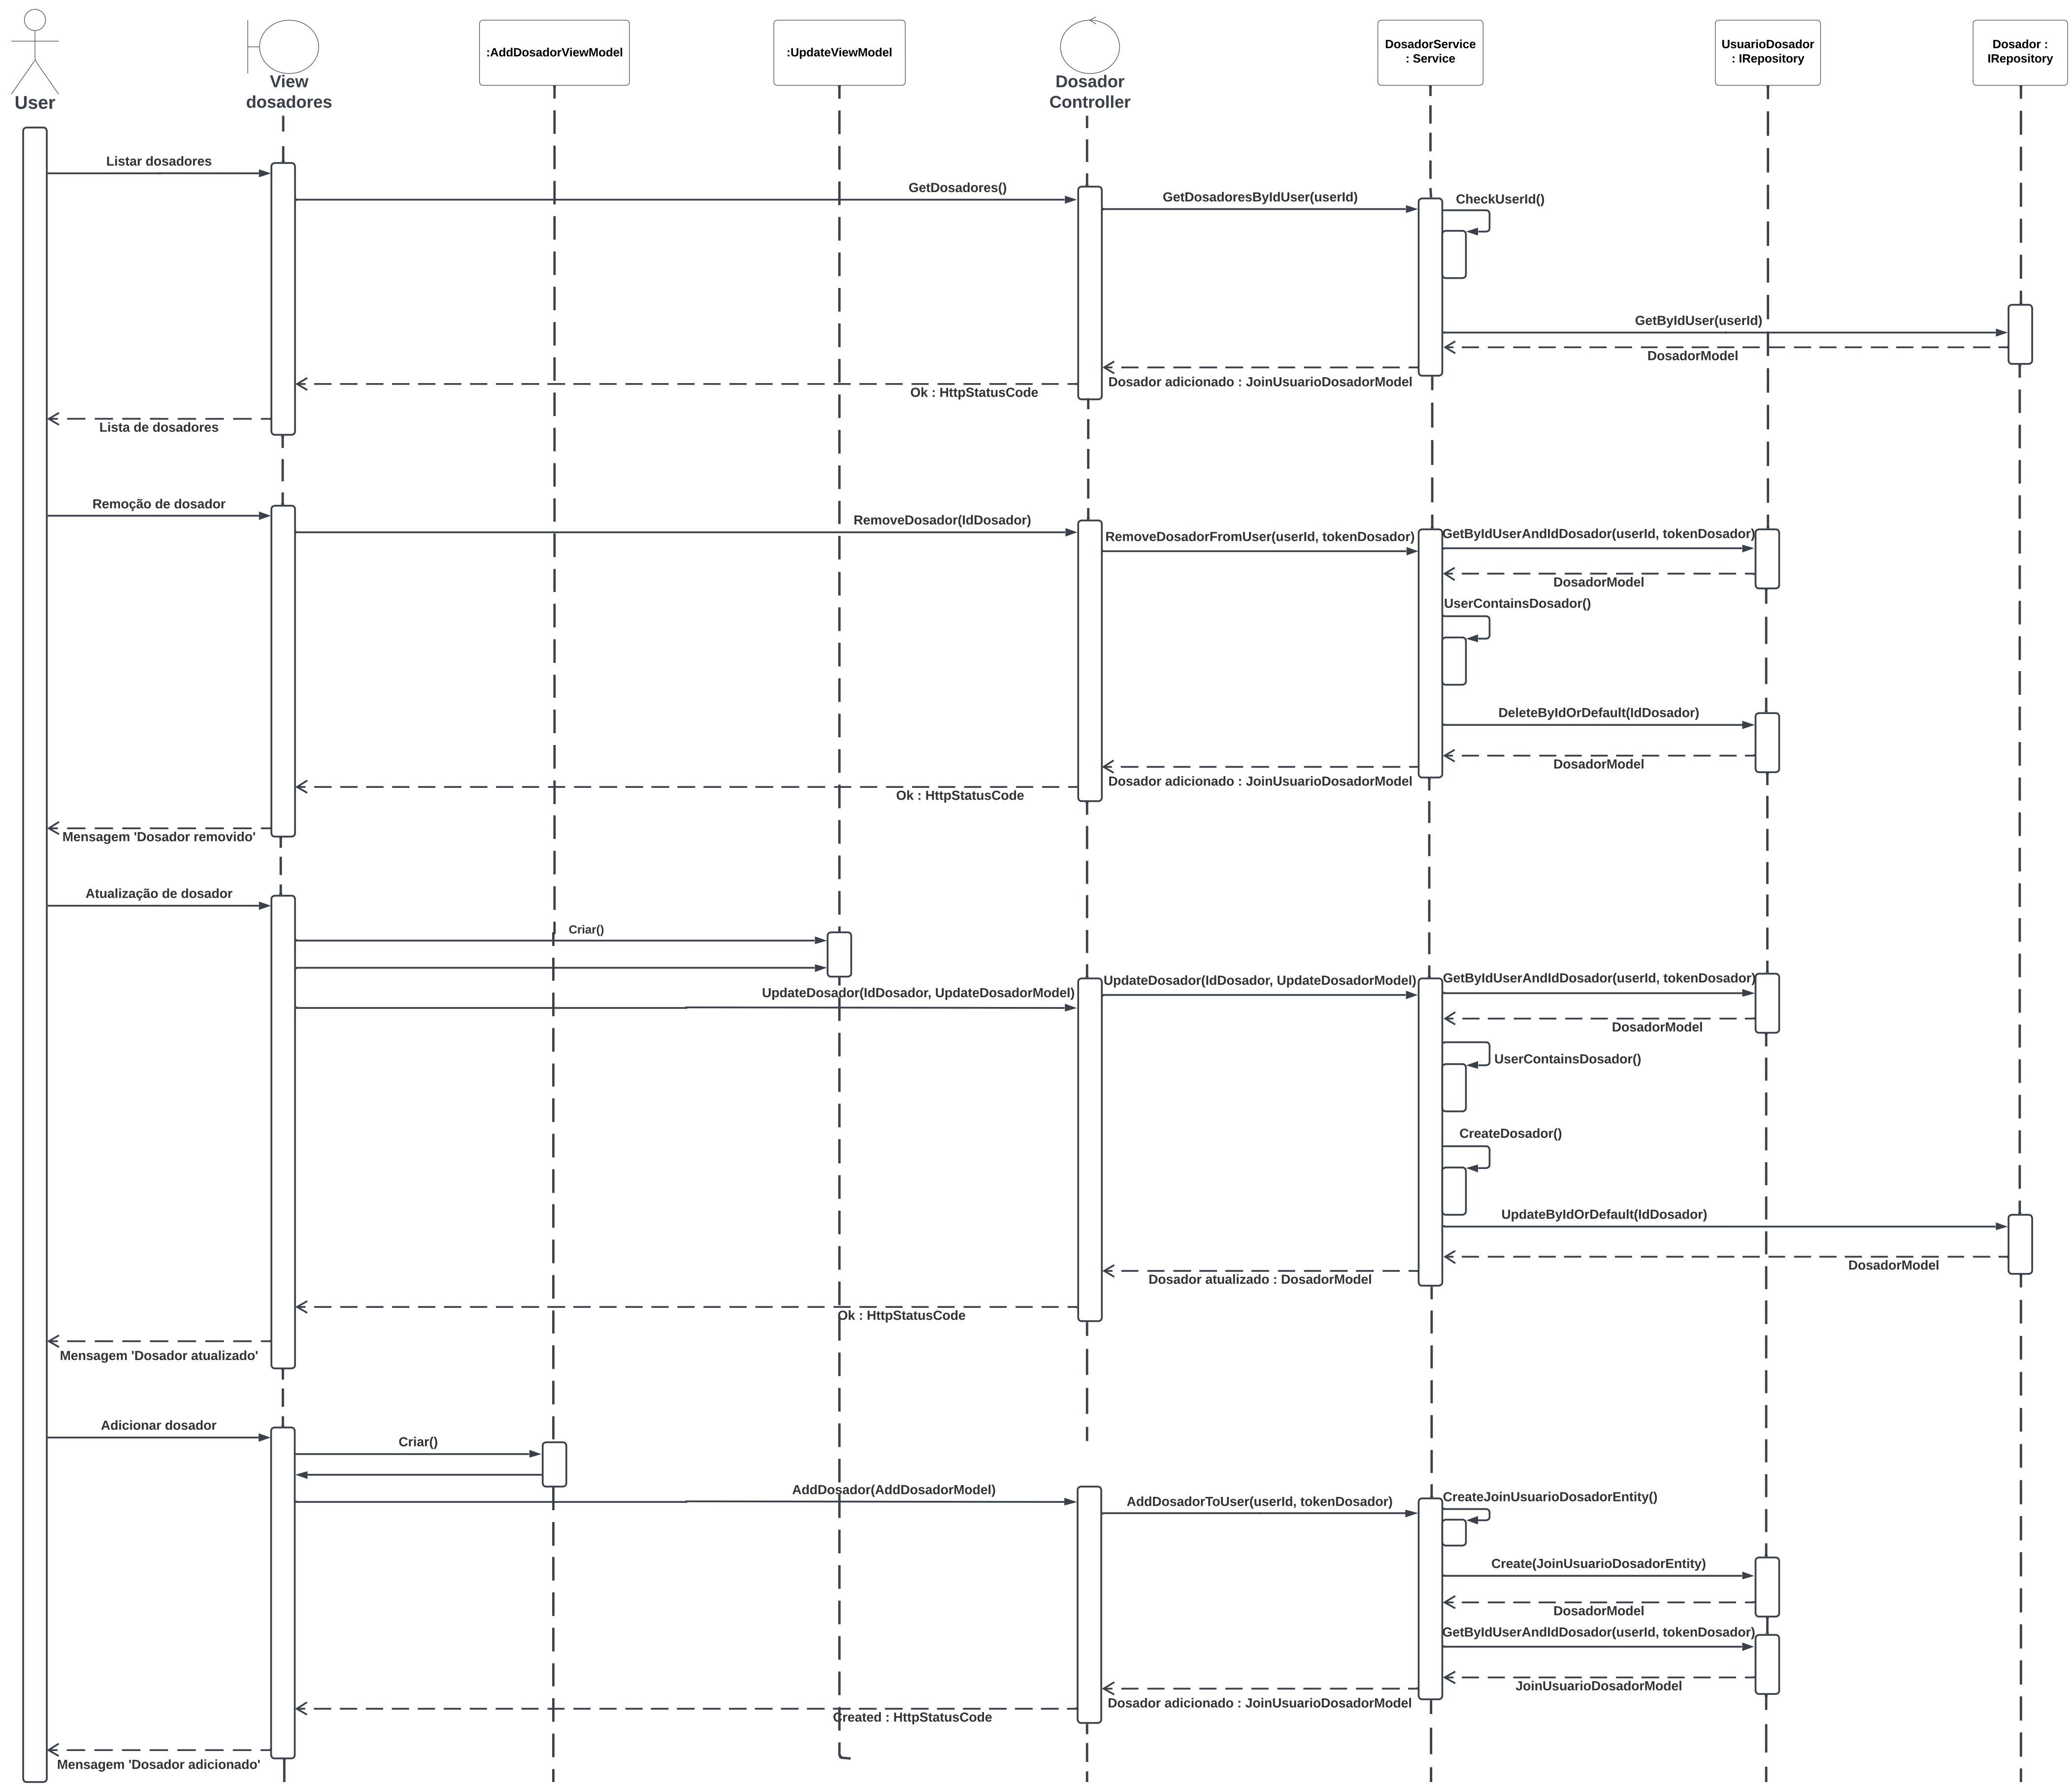 User
View
dosadores
:AddDosadorViewModel
:UpdateViewModel
Dosador
Controller
DosadorService
: Service
UsuarioDosador
: IRepository
Dosador :
IRepository
Listar dosadores
GetDosadores()
GetDosadoresByIdUser(userId)
CheckUserId()
GetByIdUser(userId)
DosadorModel
Dosador adicionado : JoinUsuarioDosadorModel
Ok : HttpStatusCode
Lista de dosadores
Remoção de dosador
RemoveDosador(IdDosador)
RemoveDosadorFromUser(userId, tokenDosador)
GetByIdUserAndIdDosador(userId, tokenDosador)
DosadorModel
UserContainsDosador()
DeleteByIdOrDefault(IdDosador)
DosadorModel
Dosador adicionado : JoinUsuarioDosadorModel
Ok : HttpStatusCode
Mensagem 'Dosador removido'
Atualização de dosador
Criar()
UpdateDosador(IdDosador, UpdateDosadorModel)
UpdateDosador(IdDosador, UpdateDosadorModel)
GetByIdUserAndIdDosador(userId, tokenDosador)
DosadorModel
UserContainsDosador()
CreateDosador()
UpdateByIdOrDefault(IdDosador)
DosadorModel
Dosador atualizado : DosadorModel
Ok : HttpStatusCode
Mensagem 'Dosador atualizado'
Adicionar dosador
Criar()
AddDosador(AddDosadorModel)
AddDosadorToUser(userId, tokenDosador)
CreateJoinUsuarioDosadorEntity()
Create(JoinUsuarioDosadorEntity)
DosadorModel
GetByIdUserAndIdDosador(userId, tokenDosador)
JoinUsuarioDosadorModel
Dosador adicionado : JoinUsuarioDosadorModel
Created : HttpStatusCode
Mensagem 'Dosador adicionado'